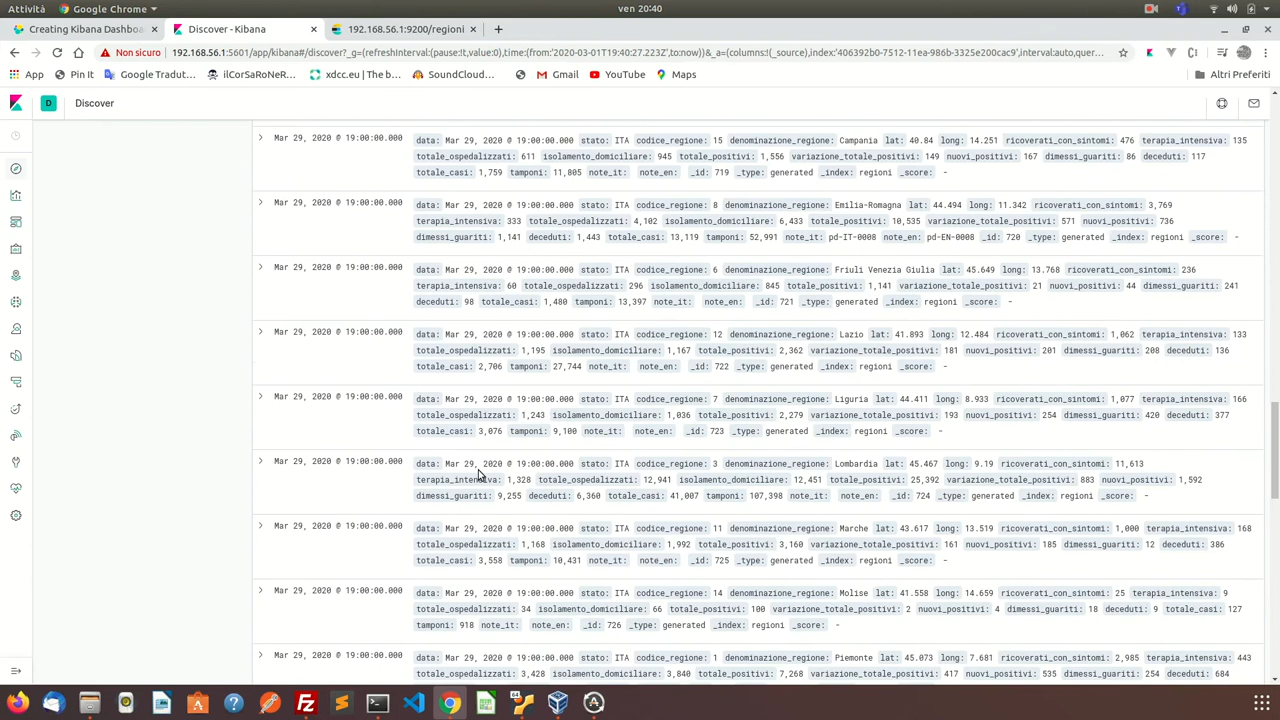 Attività Google Chrome ven 20:40
Creating Kibana Dashboa Discover - Kibana 192.168.56.1:9200/regioni
Non sicuro 192.168.56.1:5601/app/kibana#/discover?_g=(refreshInterval:(pause:!t,value:0),time:(from:'2020-03-01T19:40:27.223Z',to:now))&_a=(columns:!(_source),index:'406392b0-7512-11ea-986b-3325e200cac9',interval:auto,quer...
App Pin It Google Tradut... ilCorSaRoNeR... xdcc.eu | The b... SoundCloud... Gmail YouTube Maps Altri Preferiti
D Discover
Mar 29, 2020 @ 19:00:00.000 data: Mar 29, 2020 @ 19:00:00.000 stato: ITA codice_regione: 15 denominazione_regione: Campania lat: 40.84 long: 14.251 ricoverati_con_sintomi: 476 terapia_intensiva: 135
totale_ospedalizzati: 611 isolamento_domiciliare: 945 totale_positivi: 1,556 variazione_totale_positivi: 149 nuovi_positivi: 167 dimessi_guariti: 86 deceduti: 117
totale_casi: 1,759 tamponi: 11,805 note_it: note_en: _id: 719 _type: generated _index: regioni _score: -
Mar 29, 2020 @ 19:00:00.000 data: Mar 29, 2020 @ 19:00:00.000 stato: ITA codice_regione: 8 denominazione_regione: Emilia-Romagna lat: 44.494 long: 11.342 ricoverati_con_sintomi: 3,769
terapia_intensiva: 333 totale_ospedalizzati: 4,102 isolamento_domiciliare: 6,433 totale_positivi: 10,535 variazione_totale_positivi: 571 nuovi_positivi: 736
dimessi_guariti: 1,141 deceduti: 1,443 totale_casi: 13,119 tamponi: 52,991 note_it: pd-IT-0008 note_en: pd-EN-0008 _id: 720 _type: generated _index: regioni _score: -
Mar 29, 2020 @ 19:00:00.000 data: Mar 29, 2020 @ 19:00:00.000 stato: ITA codice_regione: 6 denominazione_regione: Friuli Venezia Giulia lat: 45.649 long: 13.768 ricoverati_con_sintomi: 236
terapia_intensiva: 60 totale_ospedalizzati: 296 isolamento_domiciliare: 845 totale_positivi: 1,141 variazione_totale_positivi: 21 nuovi_positivi: 44 dimessi_guariti: 241
deceduti: 98 totale_casi: 1,480 tamponi: 13,397 note_it: note_en: _id: 721 _type: generated _index: regioni _score: -
Mar 29, 2020 @ 19:00:00.000 data: Mar 29, 2020 @ 19:00:00.000 stato: ITA codice_regione: 12 denominazione_regione: Lazio lat: 41.893 long: 12.484 ricoverati_con_sintomi: 1,062 terapia_intensiva: 133
totale_ospedalizzati: 1,195 isolamento_domiciliare: 1,167 totale_positivi: 2,362 variazione_totale_positivi: 181 nuovi_positivi: 201 dimessi_guariti: 208 deceduti: 136
totale_casi: 2,706 tamponi: 27,744 note_it: note_en: _id: 722 _type: generated _index: regioni _score: -
Mar 29, 2020 @ 19:00:00.000 data: Mar 29, 2020 @ 19:00:00.000 stato: ITA codice_regione: 7 denominazione_regione: Liguria lat: 44.411 long: 8.933 ricoverati_con_sintomi: 1,077 terapia_intensiva: 166
totale_ospedalizzati: 1,243 isolamento_domiciliare: 1,036 totale_positivi: 2,279 variazione_totale_positivi: 193 nuovi_positivi: 254 dimessi_guariti: 420 deceduti: 377
totale_casi: 3,076 tamponi: 9,100 note_it: note_en: _id: 723 _type: generated _index: regioni _score: -
Mar 29, 2020 @ 19:00:00.000 data: Mar 29, 2020 @ 19:00:00.000 stato: ITA codice_regione: 3 denominazione_regione: Lombardia lat: 45.467 long: 9.19 ricoverati_con_sintomi: 11,613
terapia_intensiva: 1,328 totale_ospedalizzati: 12,941 isolamento_domiciliare: 12,451 totale_positivi: 25,392 variazione_totale_positivi: 883 nuovi_positivi: 1,592
dimessi_guariti: 9,255 deceduti: 6,360 totale_casi: 41,007 tamponi: 107,398 note_it: note_en: _id: 724 _type: generated _index: regioni _score: -
Mar 29, 2020 @ 19:00:00.000 data: Mar 29, 2020 @ 19:00:00.000 stato: ITA codice_regione: 11 denominazione_regione: Marche lat: 43.617 long: 13.519 ricoverati_con_sintomi: 1,000 terapia_intensiva: 168
totale_ospedalizzati: 1,168 isolamento_domiciliare: 1,992 totale_positivi: 3,160 variazione_totale_positivi: 161 nuovi_positivi: 185 dimessi_guariti: 12 deceduti: 386
totale_casi: 3,558 tamponi: 10,431 note_it: note_en: _id: 725 _type: generated _index: regioni _score: -
Mar 29, 2020 @ 19:00:00.000 data: Mar 29, 2020 @ 19:00:00.000 stato: ITA codice_regione: 14 denominazione_regione: Molise lat: 41.558 long: 14.659 ricoverati_con_sintomi: 25 terapia_intensiva: 9
totale_ospedalizzati: 34 isolamento_domiciliare: 66 totale_positivi: 100 variazione_totale_positivi: 2 nuovi_positivi: 4 dimessi_guariti: 18 deceduti: 9 totale_casi: 127
tamponi: 918 note_it: note_en: _id: 726 _type: generated _index: regioni _score: -
Mar 29, 2020 @ 19:00:00.000 data: Mar 29, 2020 @ 19:00:00.000 stato: ITA codice_regione: 1 denominazione_regione: Piemonte lat: 45.073 long: 7.681 ricoverati_con_sintomi: 2,985 terapia_intensiva: 443
totale_ospedalizzati: 3,428 isolamento_domiciliare: 3,840 totale_positivi: 7,268 variazione_totale_positivi: 417 nuovi_positivi: 535 dimessi_guariti: 254 deceduti: 684